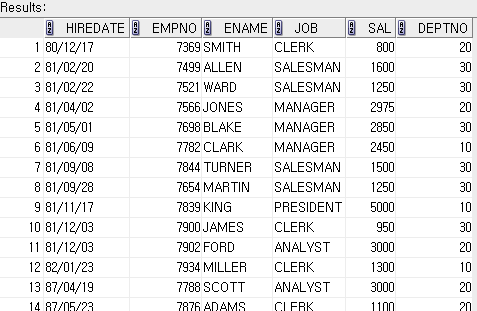 Results:
HIREDATE EMPNO ENAME JOB SAL DEPTNO
1 80/12/17 7369 SMITH CLERK 800 20
2 81/02/20 7499 ALLEN SALESMAN 1600 30
3 81/02/22 7521 WARD SALESMAN 1250 30
4 81/04/02 7566 JONES MANAGER 2975 20
5 81/05/01 7698 BLAKE MANAGER 2850 30
6 81/06/09 7782 CLARK MANAGER 2450 10
7 81/09/08 7844 TURNER SALESMAN 1500 30
8 81/09/28 7654 MARTIN SALESMAN 1250 30
9 81/11/17 7839 KING PRESIDENT 5000 10
10 81/12/03 7900 JAMES CLERK 950 30
11 81/12/03 7902 FORD ANALYST 3000 20
12 82/01/23 7934 MILLER CLERK 1300 10
13 87/04/19 7788 SCOTT ANALYST 3000 20
14 87/05/23 7876 ADAMS CLERK 1100 20